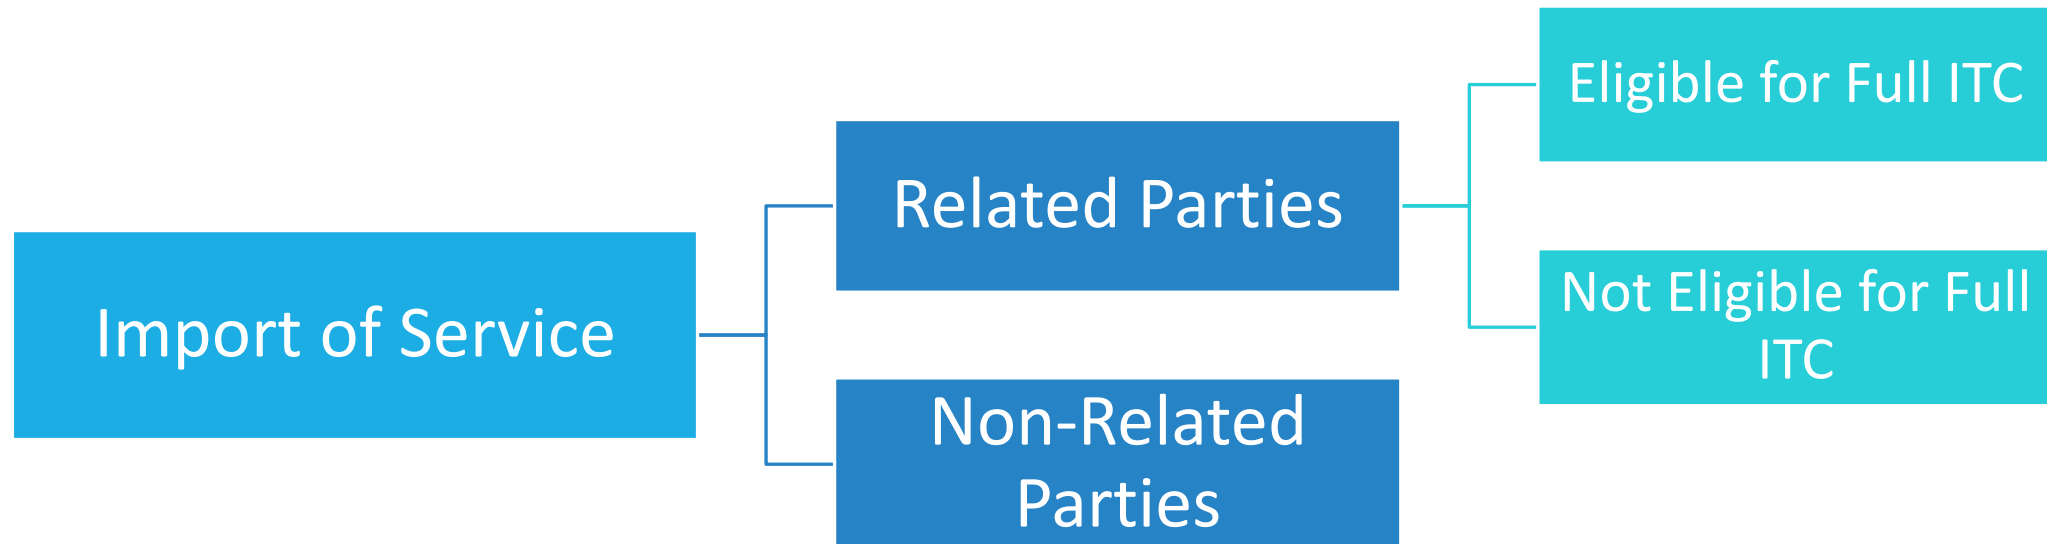 Import of Service
Related Parties
Non-Related
Parties
Eligible for Full ITC
Not Eligible for Full
ITC